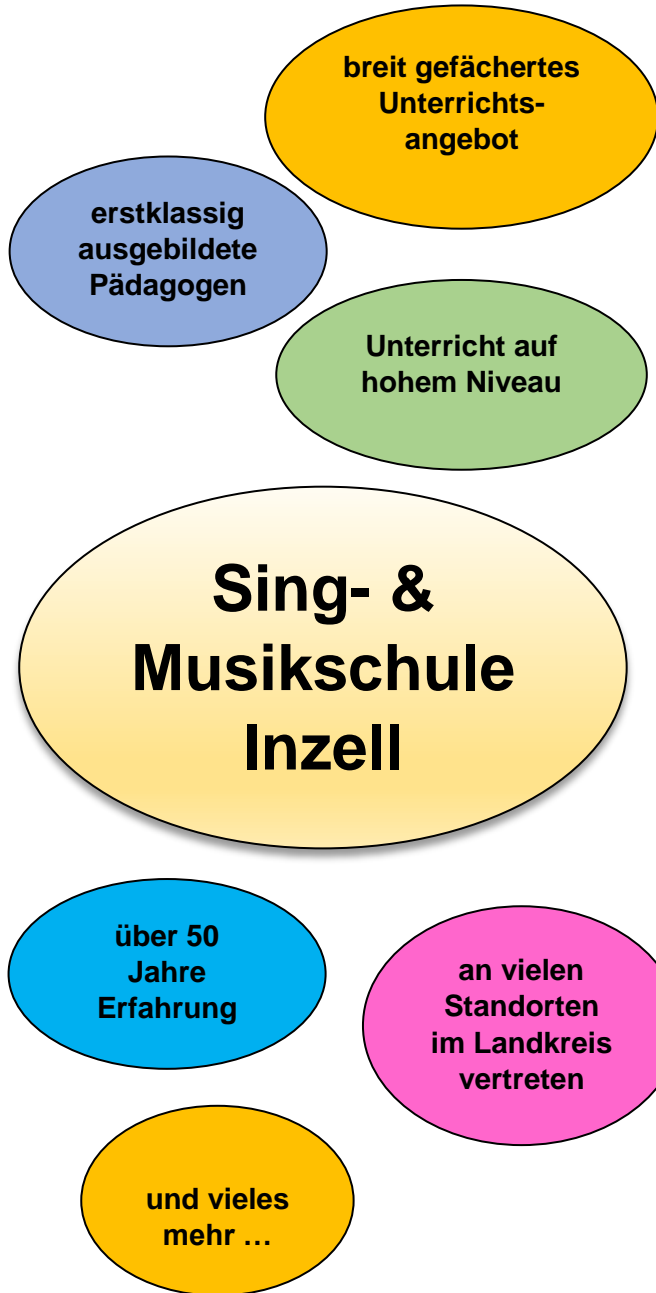 breit gefächertes
Unterrichts-
angebot
erstklassig
ausgebildete
Pädagogen
Unterricht auf
hohem Niveau
Sing- &
Musikschule
Inzell
über 50
Jahre
Erfahrung
an vielen
Standorten
im Landkreis
vertreten
und vieles
mehr …